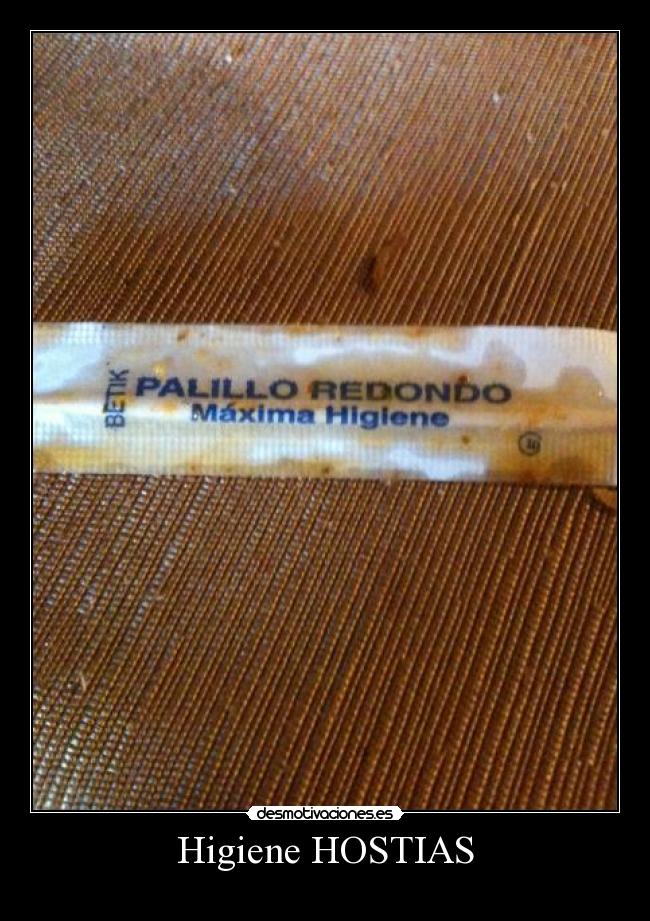 BETIK
PALILLO REDONDO
Máxima Higiene
desmotivaciones.es
Higiene HOSTIAS